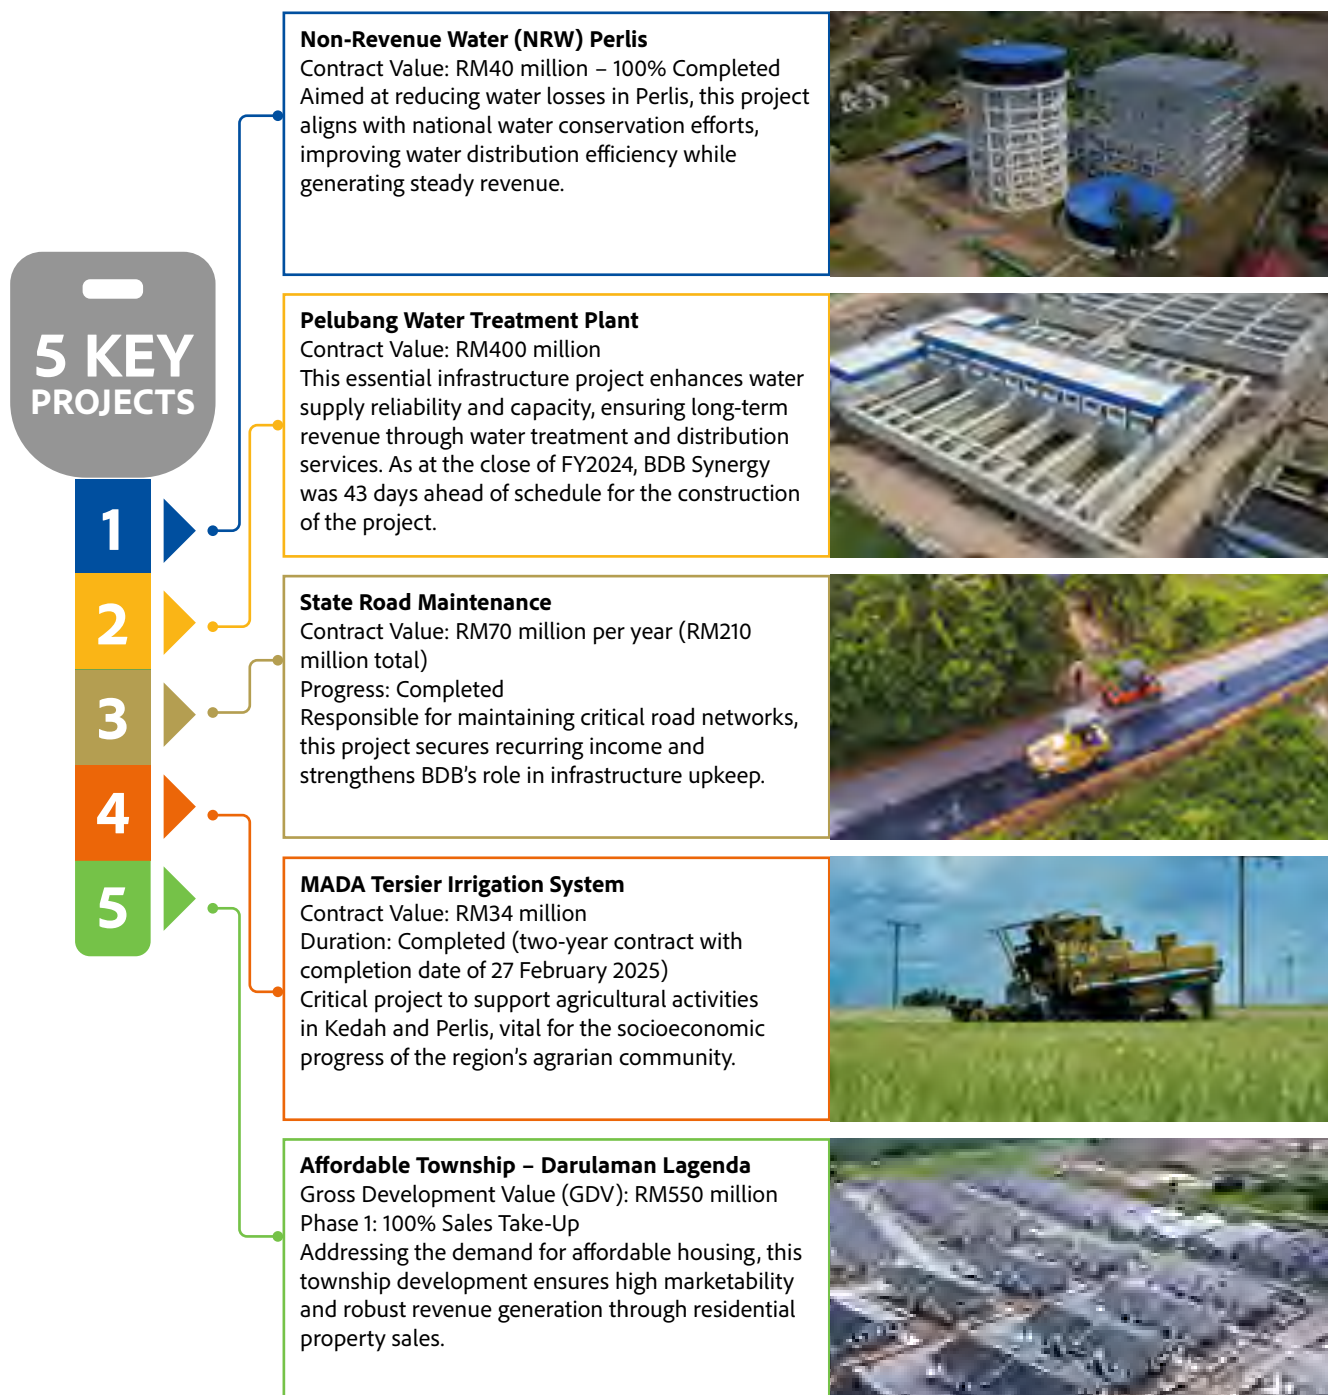 5 KEY
PROJECTS
1
2
3
4
5
Non-Revenue Water (NRW) Perlis
Contract Value: RM40 million – 100% Completed
Aimed at reducing water losses in Perlis, this project
aligns with national water conservation efforts,
improving water distribution efficiency while
generating steady revenue.
Pelubang Water Treatment Plant
Contract Value: RM400 million
This essential infrastructure project enhances water
supply reliability and capacity, ensuring long-term
revenue through water treatment and distribution
services. As at the close of FY2024, BDB Synergy
was 43 days ahead of schedule for the construction
of the project.
State Road Maintenance
Contract Value: RM70 million per year (RM210
million total)
Progress: Completed
Responsible for maintaining critical road networks,
this project secures recurring income and
strengthens BDB’s role in infrastructure upkeep.
MADA Tersier Irrigation System
Contract Value: RM34 million
Duration: Completed (two-year contract with
completion date of 27 February 2025)
Critical project to support agricultural activities
in Kedah and Perlis, vital for the socioeconomic
progress of the region’s agrarian community.
Affordable Township – Darulaman Lagenda
Gross Development Value (GDV): RM550 million
Phase 1: 100% Sales Take-Up
Addressing the demand for affordable housing, this
township development ensures high marketability
and robust revenue generation through residential
property sales.